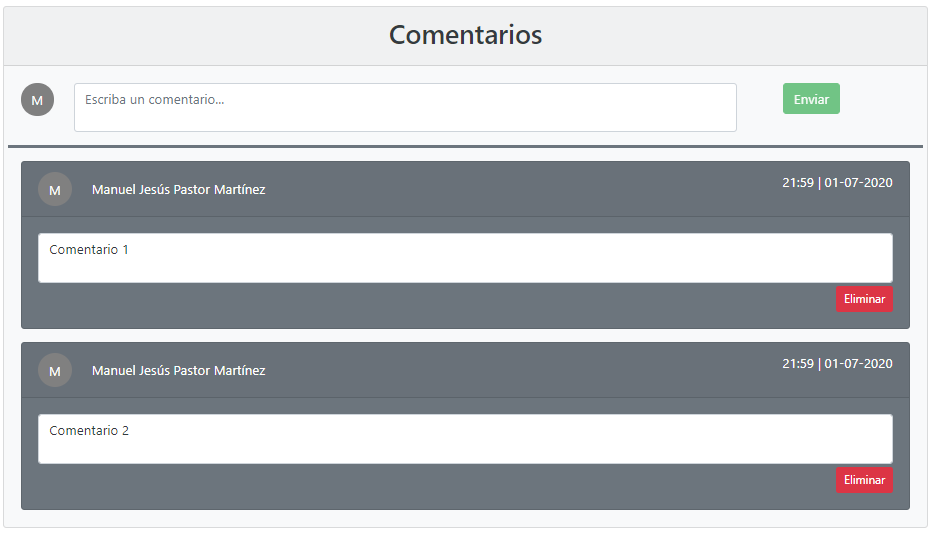 Comentarios
M
Escriba un comentario...
Enviar
M
Manuel Jesús Pastor Martínez
21:59 | 01-07-2020
Comentario 1
Eliminar
M
Manuel Jesús Pastor Martínez
21:59 | 01-07-2020
Comentario 2
Eliminar